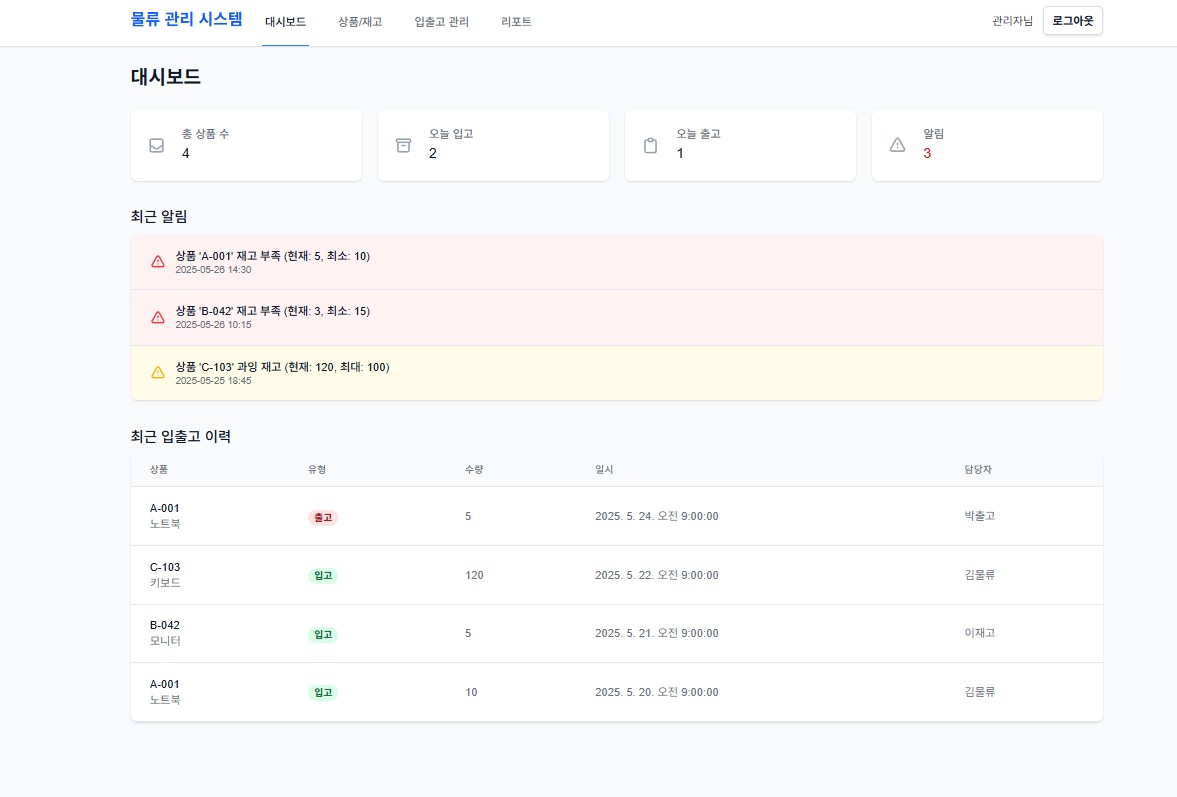 물류 관리 시스템 대시보드 상품/재고 입출고 관리 리포트 관리자님 로그아웃
대시보드
총 상품 수
4
오늘 입고
2
오늘 출고
1
알림
3
최근 알림
상품 'A-001' 재고 부족 (현재: 5, 최소: 10)
2025-05-26 14:30
상품 'B-042' 재고 부족 (현재: 3, 최소: 15)
2025-05-26 10:15
상품 'C-103' 과잉 재고 (현재: 120, 최대: 100)
2025-05-25 18:45
최근 입출고 이력
상품 유형 수량 일시 담당자
A-001
노트북
출고 5 2025. 5. 24. 오전 9:00:00 박출고
C-103
키보드
입고 120 2025. 5. 22. 오전 9:00:00 김물류
B-042
모니터
입고 5 2025. 5. 21. 오전 9:00:00 이재고
A-001
노트북
입고 10 2025. 5. 20. 오전 9:00:00 김물류